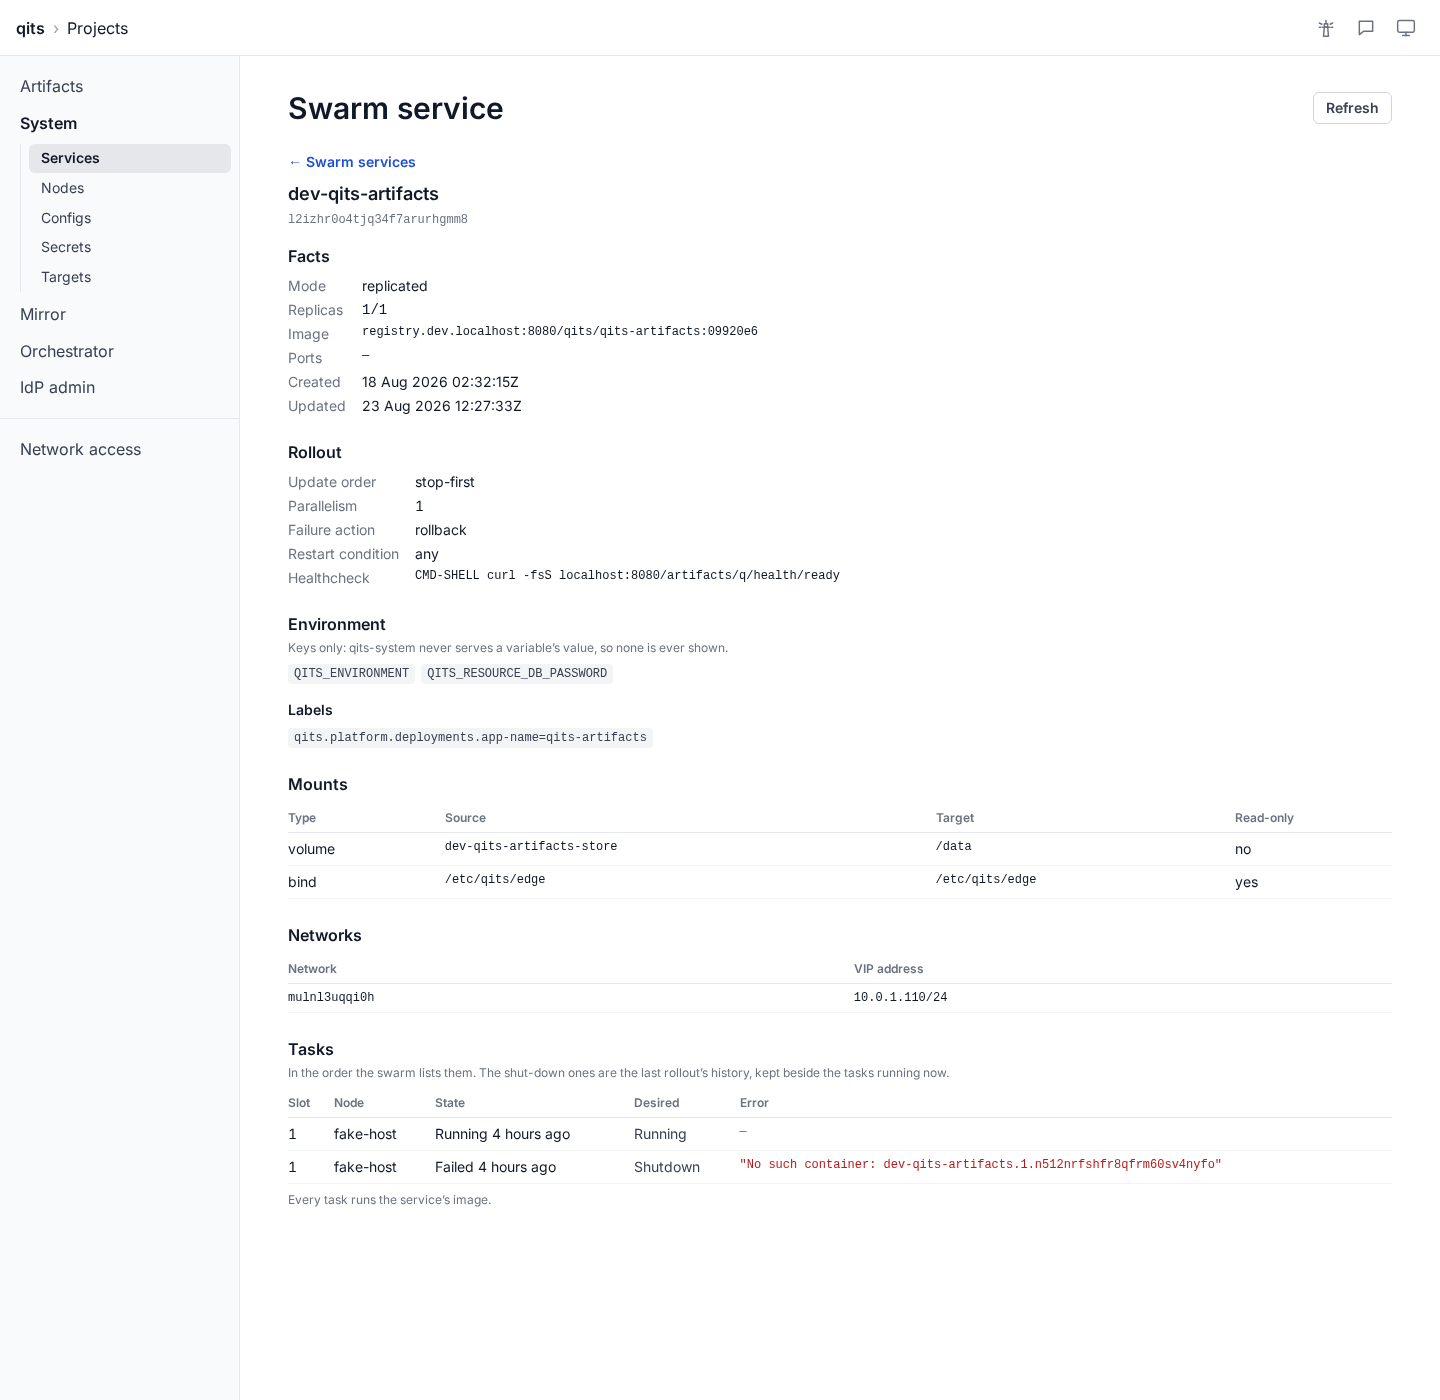 qits › Projects
Artifacts
System
Services
Nodes
Configs
Secrets
Targets
Mirror
Orchestrator
IdP admin
Network access
Swarm service
Refresh
← Swarm services
dev-qits-artifacts
l2izhr0o4tjq34f7arurhgmm8
Facts
Mode replicated
Replicas 1/1
Image registry.dev.localhost:8080/qits/qits-artifacts:09920e6
Ports —
Created 18 Aug 2026 02:32:15Z
Updated 23 Aug 2026 12:27:33Z
Rollout
Update order stop-first
Parallelism 1
Failure action rollback
Restart condition any
Healthcheck CMD-SHELL curl -fsS localhost:8080/artifacts/q/health/ready
Environment
Keys only: qits-system never serves a variable’s value, so none is ever shown.
QITS_ENVIRONMENT QITS_RESOURCE_DB_PASSWORD
Labels
qits.platform.deployments.app-name=qits-artifacts
Mounts
Type Source Target Read-only
volume dev-qits-artifacts-store /data no
bind /etc/qits/edge /etc/qits/edge yes
Networks
Network VIP address
mulnl3uqqi0h 10.0.1.110/24
Tasks
In the order the swarm lists them. The shut-down ones are the last rollout’s history, kept beside the tasks running now.
Slot Node State Desired Error
1 fake-host Running 4 hours ago Running —
1 fake-host Failed 4 hours ago Shutdown "No such container: dev-qits-artifacts.1.n512nrfshfr8qfrm60sv4nyfo"
Every task runs the service’s image.